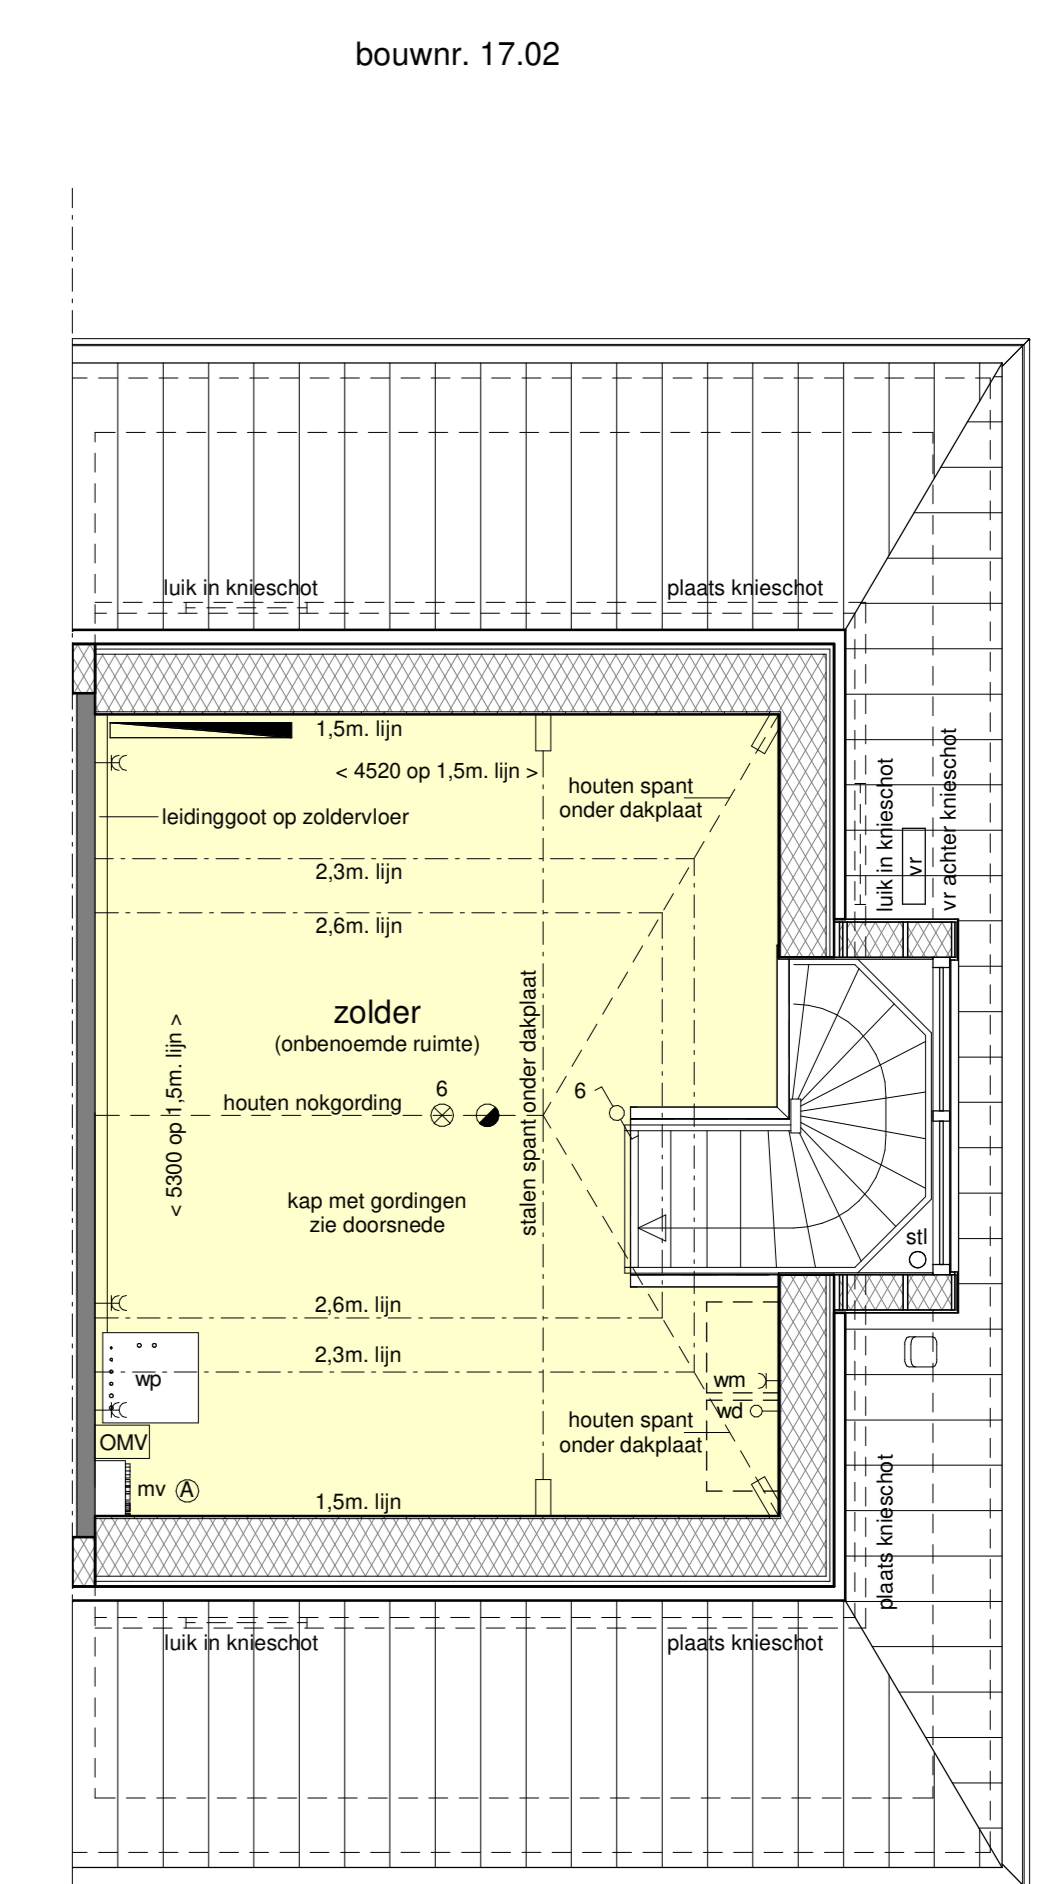 bouwnr. 17.02
luik in knieschot
plaats knieschot
1,5m. lijn
< 4520 op 1,5m. lijn >
houten spant
onder dakplaat
leidinggoot op zoldervloer
2,3m. lijn
2,6m. lijn
luik in knieschot
vr
vr achter knieschot
zolder
(onbenoemde ruimte)
< 5300 op 1,5m. lijn >
houten nokgording
6
stalen spant onder dakplaat
6
kap met gordingen
zie doorsnede
stl
2,6m. lijn
2,3m. lijn
wp
wm
wd
OMV
houten spant
onder dakplaat
mv A
1,5m. lijn
plaats knieschot
luik in knieschot
plaats knieschot